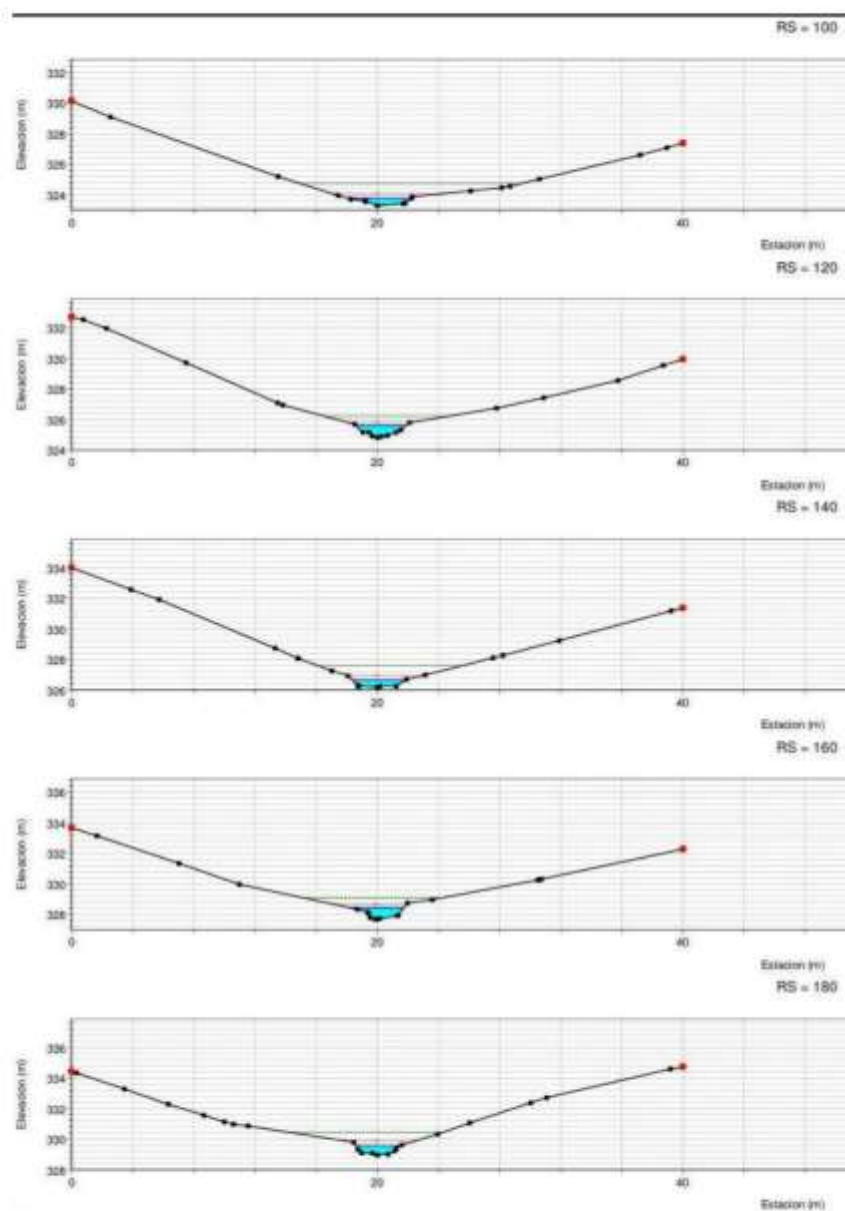 RS = 100
Elevacion (m)
332
330
328
326
324
0 20 40
Estacion (m)
RS = 120
Elevacion (m)
332
330
328
326
324
0 20 40
Estacion (m)
RS = 140
Elevacion (m)
334
332
330
328
326
0 20 40
Estacion (m)
RS = 160
Elevacion (m)
336
334
332
330
328
0 20 40
Estacion (m)
RS = 180
Elevacion (m)
336
334
332
330
328
0 20 40
Estacion (m)